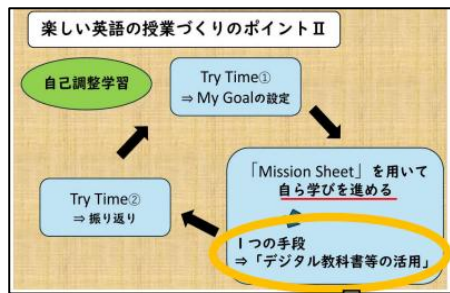 楽しい英語の授業づくりのポイントⅡ
自己調整学習
Try Time①
⇒ My Goalの設定
「Mission Sheet」を用いて
自ら学びを進める
1つの手段
⇒「デジタル教科書等の活用」
Try Time②
⇒ 振り返り